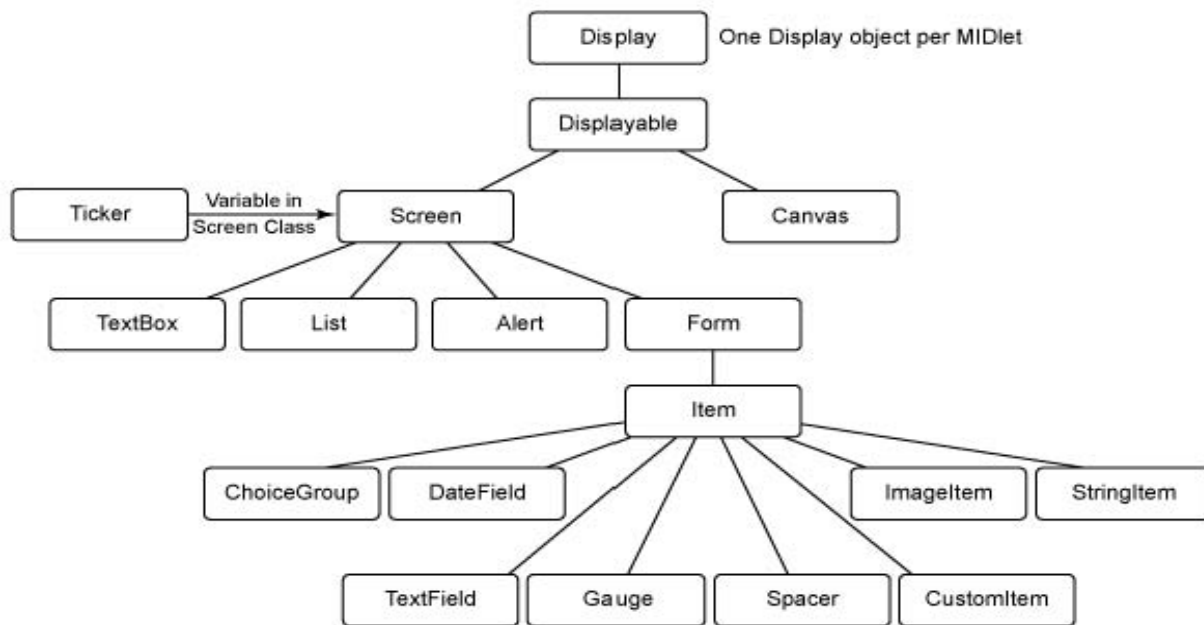 Display
One Display object per MIDlet
Displayable
Ticker
Variable in
Screen Class
Screen
Canvas
TextBox
List
Alert
Form
Item
ChoiceGroup
DateField
ImageItem
StringItem
TextField
Gauge
Spacer
CustomItem